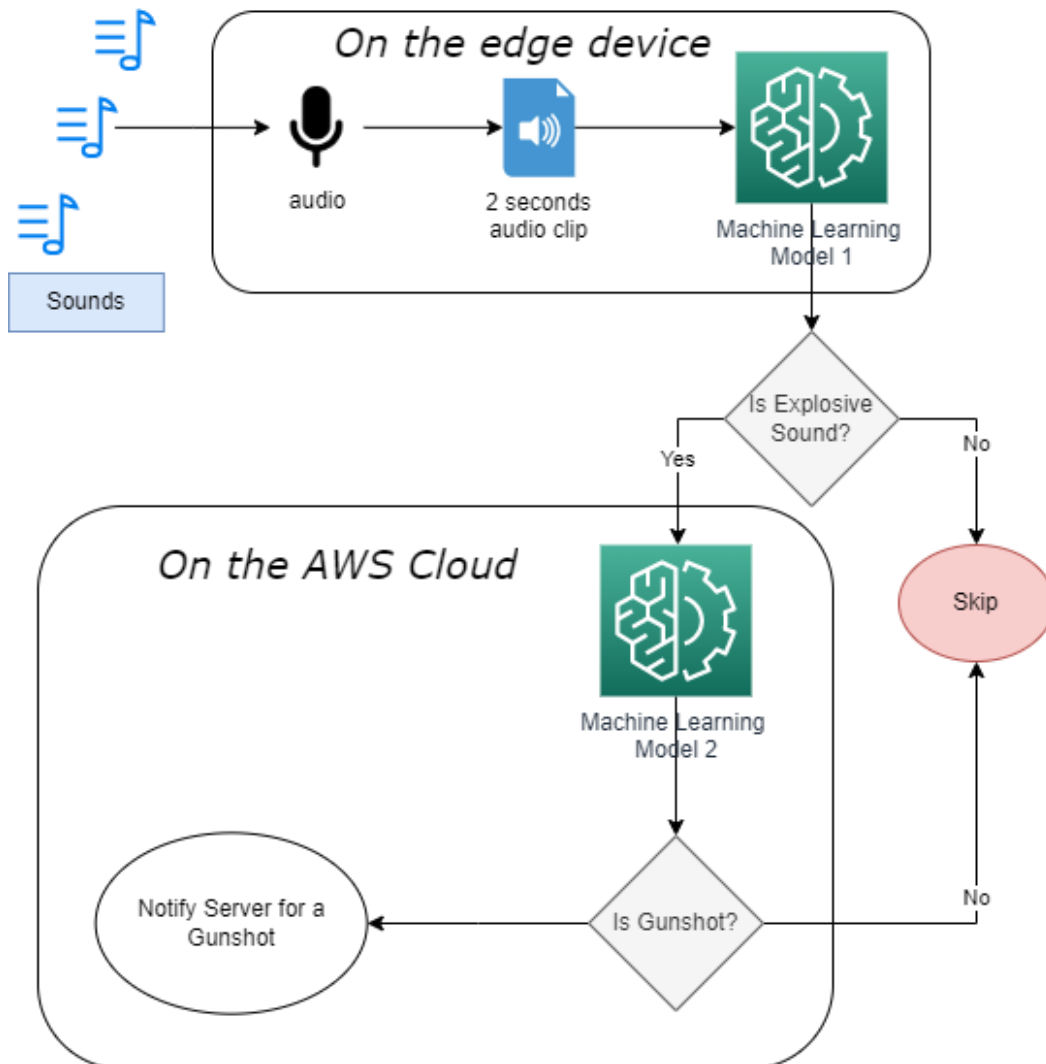 On the edge device
audio
2 seconds
audio clip
Machine Learning
Model 1
Sounds
Is Explosive
Sound?
Yes
No
On the AWS Cloud
Skip
Machine Learning
Model 2
Notify Server for a
Gunshot
Is Gunshot?
No